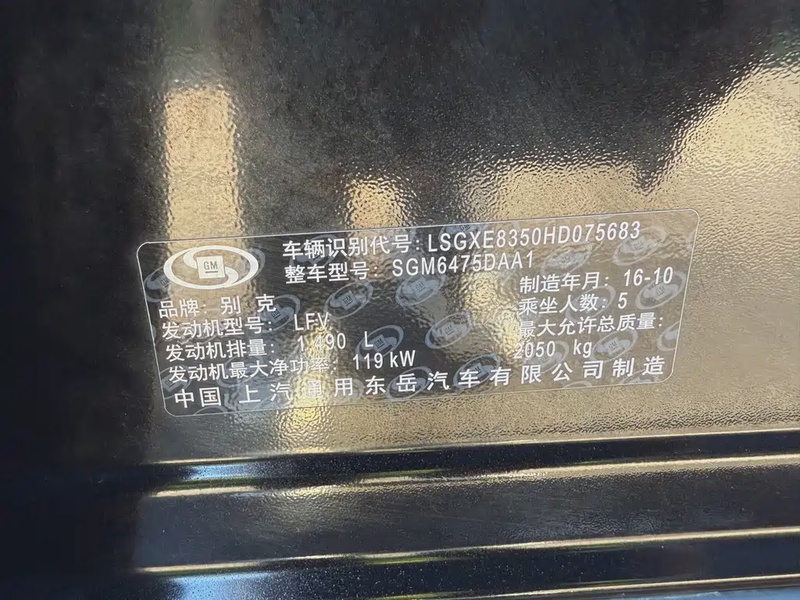 GM
车辆识别代号: LSGXE8350HD075683
整车型号: SGM6475DAA1
品牌: 别克
制造年月: 16-10
发动机型号: LFV
乘坐人数: 5
发动机排量: 1.490 L
最大允许总质量:
2050 kg
发动机最大净功率: 119 kW
中国 上汽通用东岳汽车有限公司制造